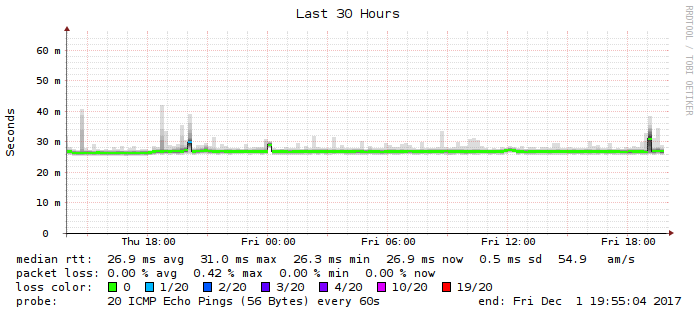 Last 30 Hours
RRDTOOL / TOBI OETIKER
Seconds
60 m
50 m
40 m
30 m
20 m
10 m
0
Thu 18:00 Fri 00:00 Fri 06:00 Fri 12:00 Fri 18:00
median rtt: 26.9 ms avg 31.0 ms max 26.3 ms min 26.9 ms now 0.5 ms sd 54.9 am/s
packet loss: 0.00 % avg 0.42 % max 0.00 % min 0.00 % now
loss color: 0 1/20 2/20 3/20 4/20 10/20 19/20
probe: 20 ICMP Echo Pings (56 Bytes) every 60s end: Fri Dec 1 19:55:04 2017